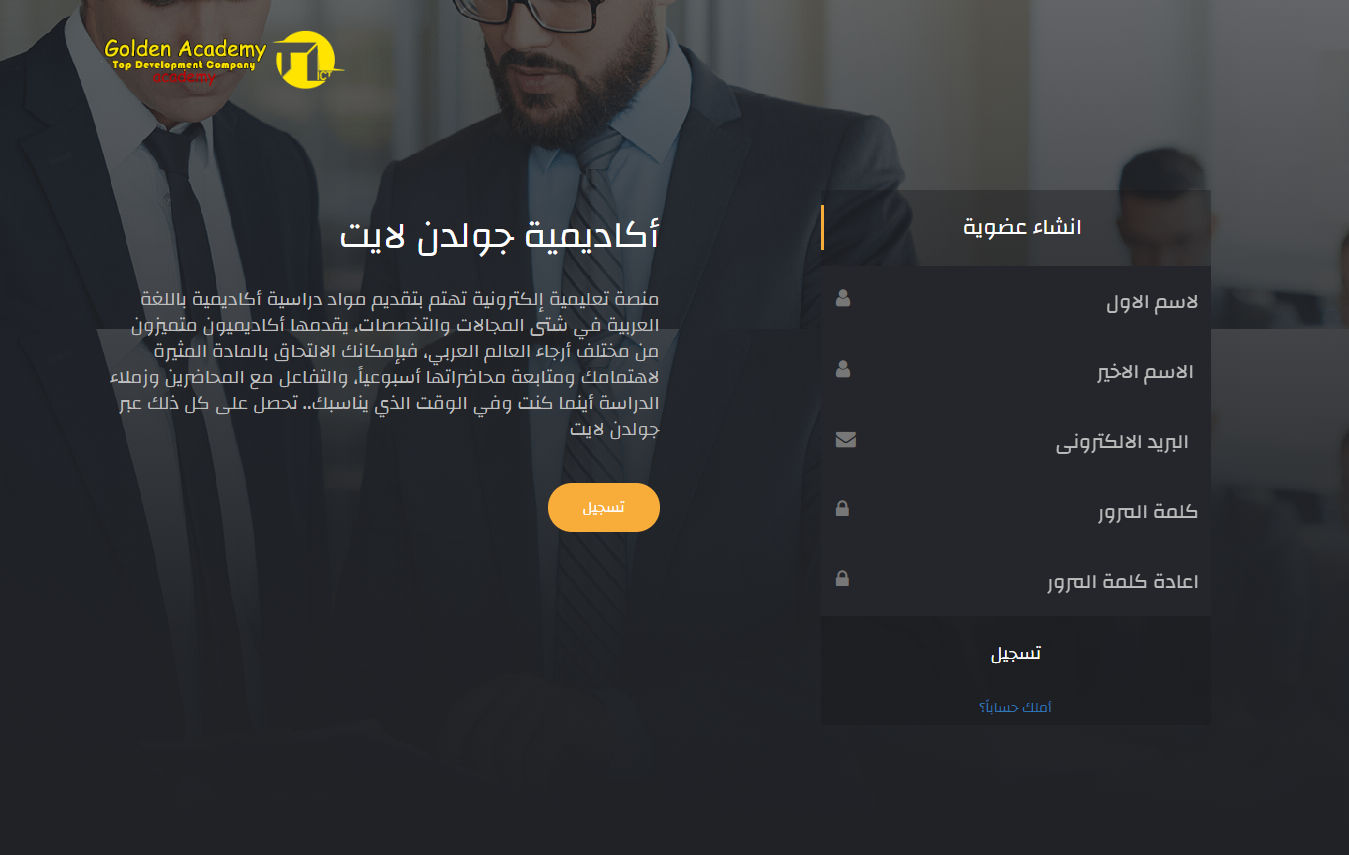 Golden Academy
Top Development Company
academy
ICT
أكاديمية جولدن لايت
منصة تعليمية إلكترونية تهتم بتقديم مواد دراسية أكاديمية باللغة
العربية في شتى المجالات والتخصصات، يقدمها أكاديميون متميزون
من مختلف أرجاء العالم العربي، فبإمكانك الالتحاق بالمادة المثيرة
لاهتمامك ومتابعة محاضراتها أسبوعياً، والتفاعل مع المحاضرين وزملاء
الدراسة أينما كنت وفي الوقت الذي يناسبك.. تحصل على كل ذلك عبر
جولدن لايت
تسجيل
انشاء عضوية
لاسم الاول
الاسم الاخير
البريد الالكترونى
كلمة المرور
اعادة كلمة المرور
تسجيل
أملك حساباً؟